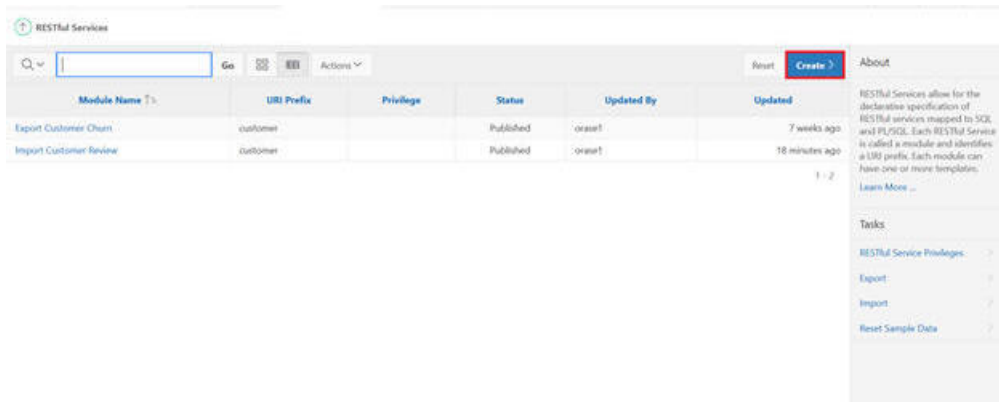 RESTful Services
Go Actions Reset Create
Module Name URI Prefix Privilege Status Updated By Updated
Export Customer Churn customer Published orase1 7 weeks ago
Import Customer Review customer Published orase1 18 minutes ago
1 - 2
About
RESTful Services allow for the
declarative specification of
RESTful services mapped to SQL
and PL/SQL. Each RESTful Service
is called a module and identifies
a URI prefix. Each module can
have one or more templates.
Learn More ...
Tasks
RESTful Service Privileges
Export
Import
Reset Sample Data